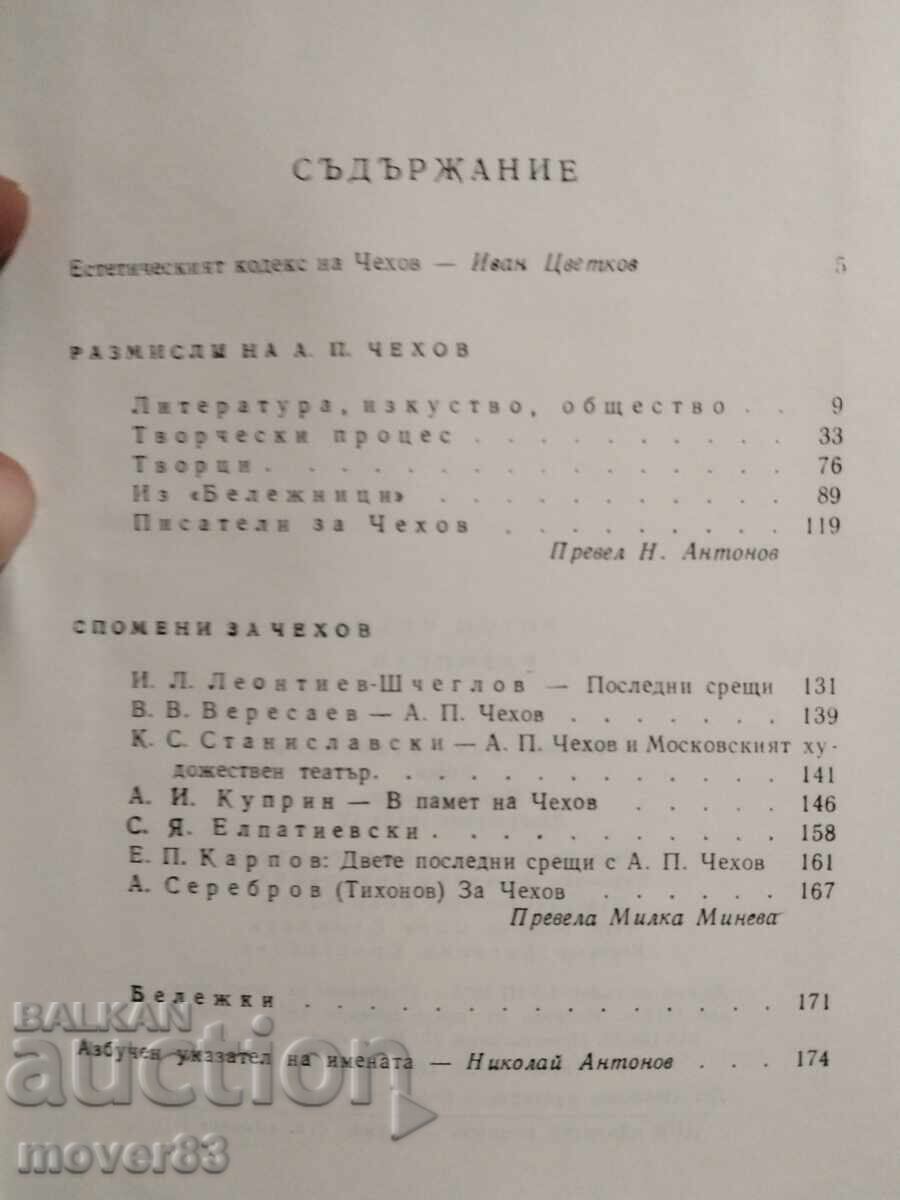 СЪДЪРЖАНИЕ
Естетическият кодекс на Чехов — Иван Цветков 5
РАЗМИСЛИ НА А. П. ЧЕХОВ
Литература, изкуство, общество . . 9
Творчески процес . . . . . . . . . . 33
Творци . . . . . . . . . . . . . . . 76
Из «Бележници» . . . . . . . . . 89
Писатели за Чехов . . . . . . . . . 119
Превел Н. Антонов
СПОМЕНИ ЗА ЧЕХОВ
И. Л. Леонтиев-Шчеглов — Последни срещи 131
В. В. Вересаев — А. П. Чехов . . . . . . . 139
К. С. Станиславски — А. П. Чехов и Московският ху-
дожествен театър. . . . . . . . . . . . . 141
А. И. Куприн — В памет на Чехов . . . . . 146
С. Я. Елпатиевски . . . . . . . . . . . . 158
Е. П. Карпов: Двете последни срещи с А. П. Чехов 161
А. Серебров (Тихонов) За Чехов . . . . . . 167
Превела Милка Минева
Бележки . . . . . . . . . . . . . . . 171
Азбучен указател на имената — Николай Антонов . . . 174
BALKAN
auction
mover83